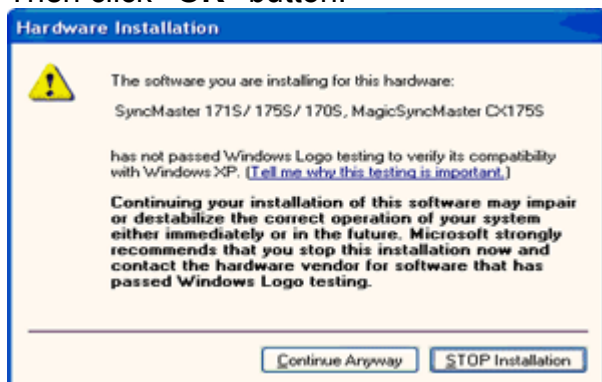 Then click "OK" button.
Hardware Installation
The software you are installing for this hardware:
SyncMaster 171S/ 175S/ 170S, MagicSyncMaster CX175S
has not passed Windows Logo testing to verify its compatibility
with Windows XP. (Tell me why this testing is important.)
Continuing your installation of this software may impair
or destabilize the correct operation of your system
either immediately or in the future. Microsoft strongly
recommends that you stop this installation now and
contact the hardware vendor for software that has
passed Windows Logo testing.
Continue Anyway
STOP Installation